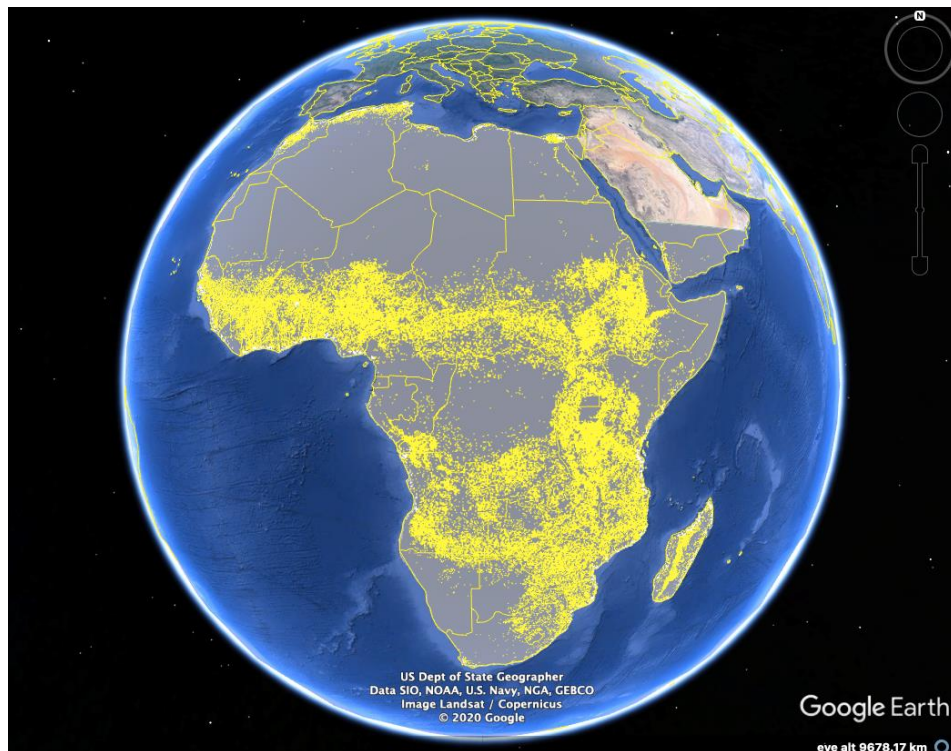 N
US Dept of State Geographer
Data SIO, NOAA, U.S. Navy, NGA, GEBCO
Image Landsat / Copernicus
© 2020 Google
Google Earth
eye alt 9678.17 km